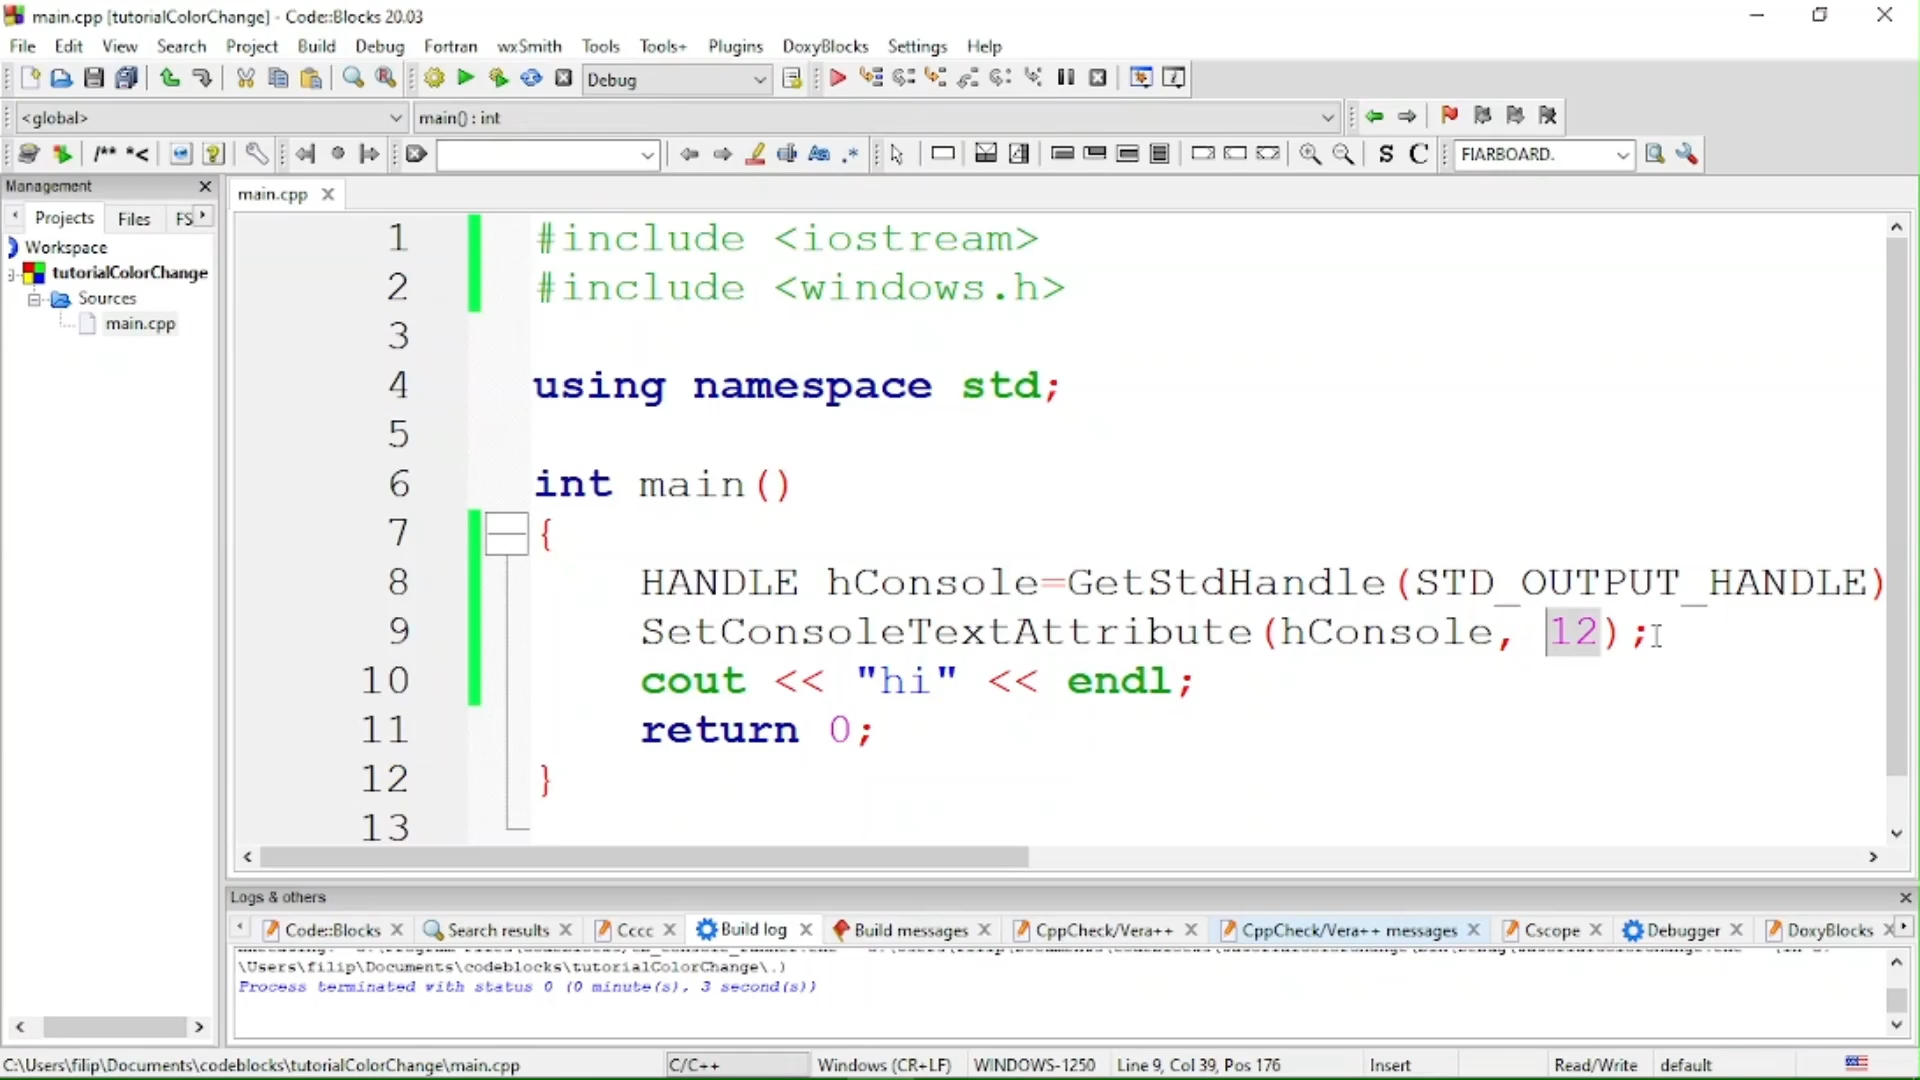 main.cpp [tutorialColorChange] - Code::Blocks 20.03
File Edit View Search Project Build Debug Fortran wxSmith Tools Tools+ Plugins DoxyBlocks Settings Help
Debug
<global> main() : int
/** *< S C FIARBOARD.
Management
main.cpp
Projects Files FS
Workspace
tutorialColorChange
Sources
main.cpp
1 #include <iostream>
2 #include <windows.h>
3
4 using namespace std;
5
6 int main()
7 {
8 HANDLE hConsole=GetStdHandle(STD_OUTPUT_HANDLE)
9 SetConsoleTextAttribute(hConsole, 12);
10 cout << "hi" << endl;
11 return 0;
12 }
13
Logs & others
Code::Blocks Search results Cccc Build log Build messages CppCheck/Vera++ CppCheck/Vera++ messages Cscope Debugger DoxyBlocks
\Users\filip\Documents\codeblocks\tutorialColorChange\.)
Process terminated with status 0 (0 minute(s), 3 second(s))
C:\Users\filip\Documents\codeblocks\tutorialColorChange\main.cpp C/C++ Windows (CR+LF) WINDOWS-1250 Line 9, Col 39, Pos 176 Insert Read/Write default